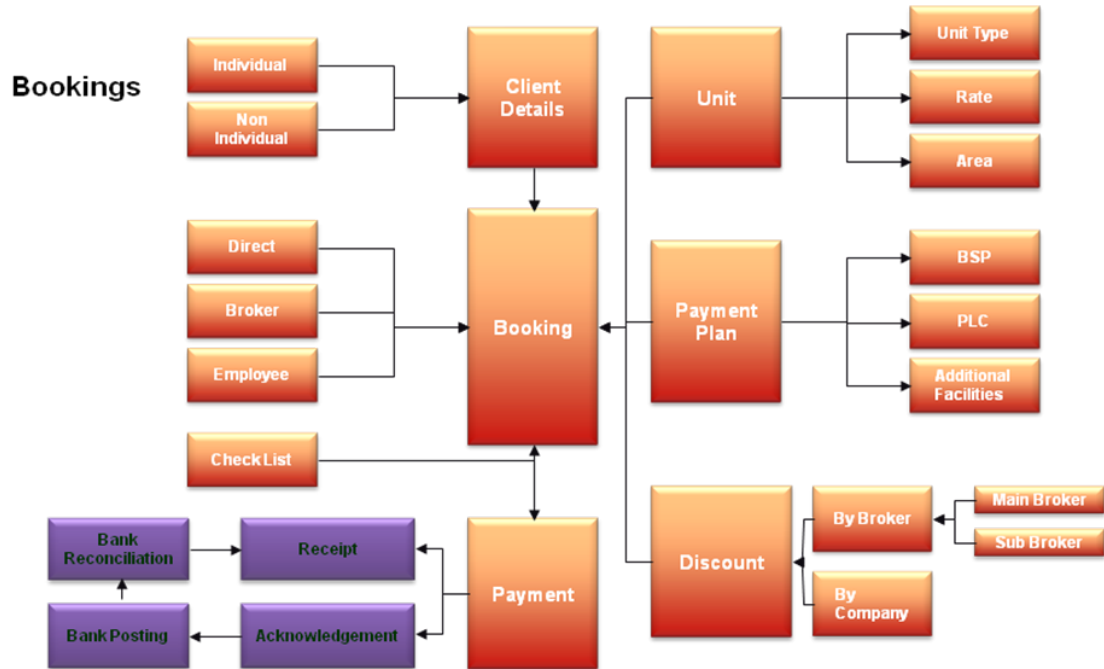 Bookings
Individual
Non
Individual
Client
Details
Unit
Unit Type
Rate
Area
Direct
Broker
Employee
Booking
Payment
Plan
BSP
PLC
Additional
Facilities
Check List
Bank
Reconciliation
Receipt
Bank Posting
Acknowledgement
Payment
Discount
By Broker
By
Company
Main Broker
Sub Broker